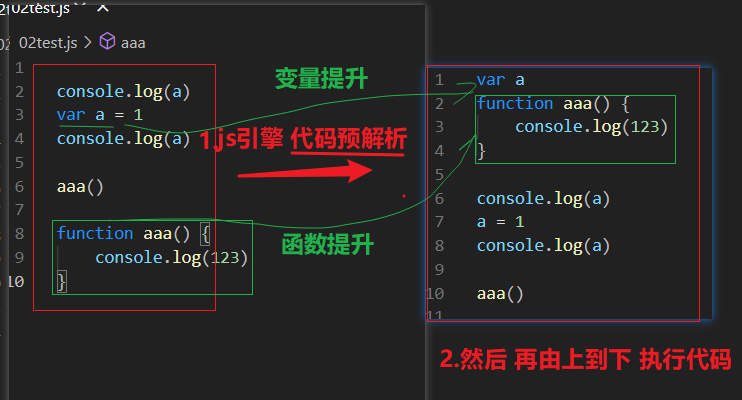 02test.js
02test.js > aaa
变量提升
1
2 console.log(a)
3 var a = 1
4 console.log(a)
5
6 aaa()
7
8 function aaa() {
9 console.log(123)
10 }
1.js引擎 代码预解析
函数提升
1 var a
2 function aaa() {
3 console.log(123)
4 }
5
6 console.log(a)
7 a = 1
8 console.log(a)
9
10 aaa()
11
2.然后 再由上到下 执行代码